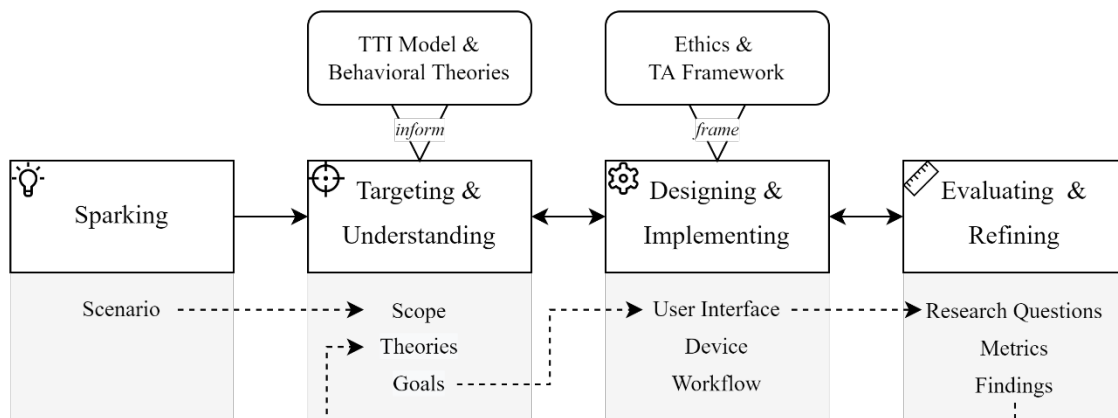 TTI Model &
Behavioral Theories
Ethics &
TA Framework
inform
frame
Sparking
Targeting &
Understanding
Designing &
Implementing
Evaluating &
Refining
Scenario
Scope
Theories
Goals
User Interface
Device
Workflow
Research Questions
Metrics
Findings